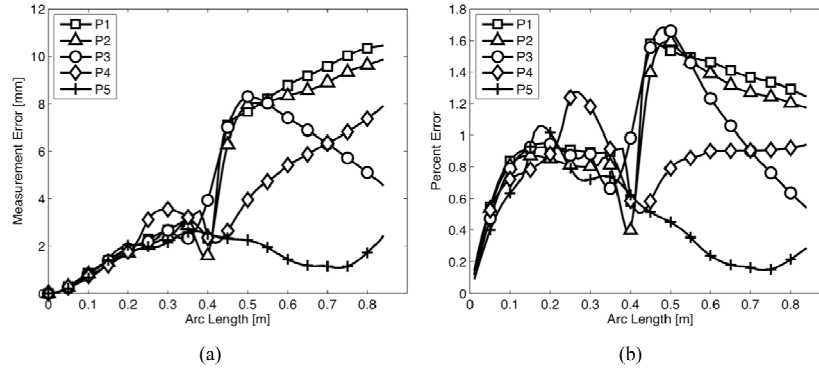 12
10
8
6
4
2
0
Measurement Error [mm]
P1
P2
P3
P4
P5
0 0.1 0.2 0.3 0.4 0.5 0.6 0.7 0.8
Arc Length [m]
(a)
1.8
1.6
1.4
1.2
1
0.8
0.6
0.4
0.2
0
Percent Error
P1
P2
P3
P4
P5
0.1 0.2 0.3 0.4 0.5 0.6 0.7 0.8
Arc Length [m]
(b)